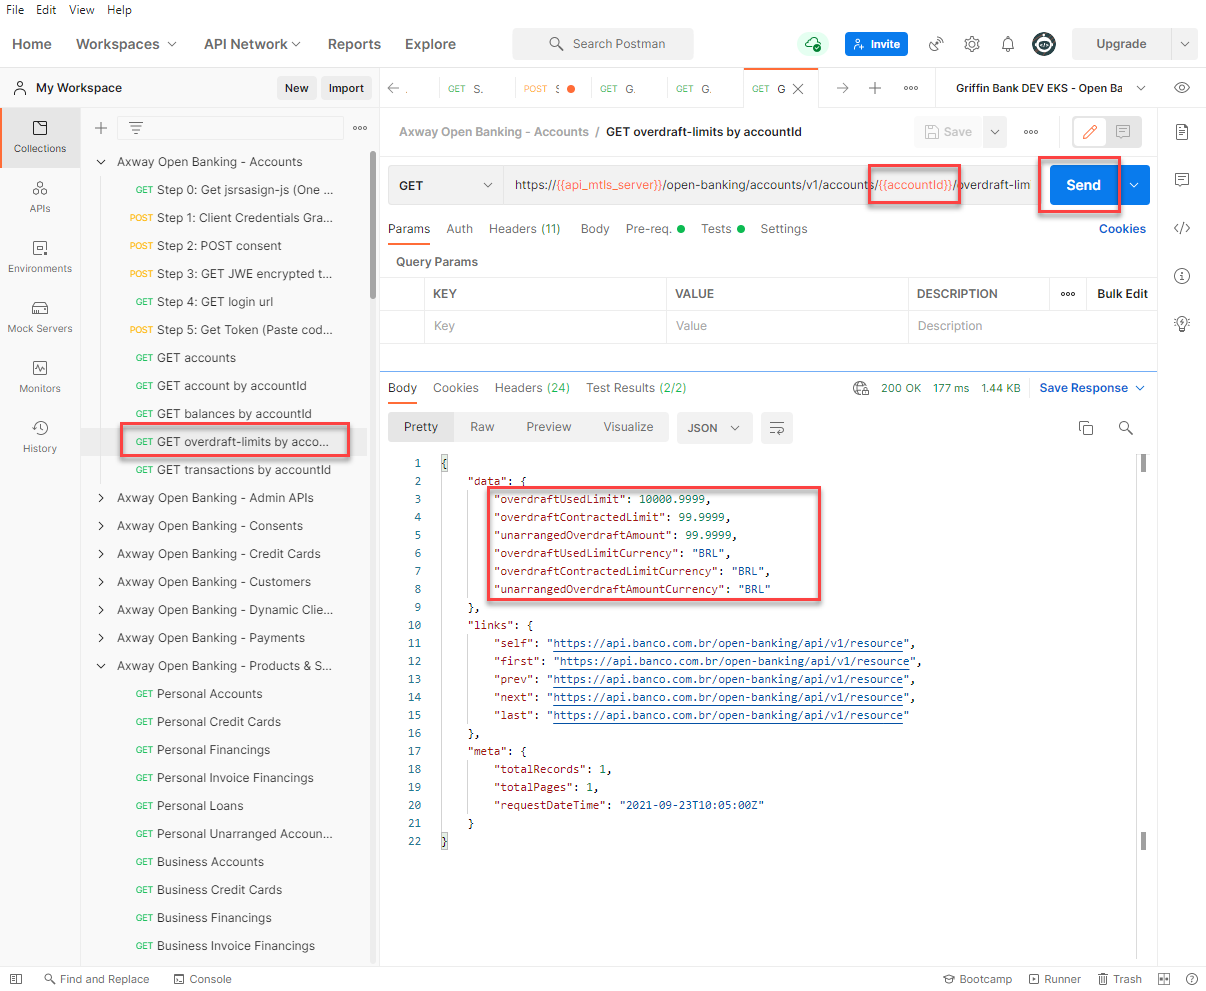 File Edit View Help
Home Workspaces API Network Reports Explore Search Postman Invite Upgrade
My Workspace New Import GET S. POST S GET G. GET G. GET G Griffin Bank DEV EKS - Open Ba
Collections
APIs
Environments
Mock Servers
Monitors
History
Axway Open Banking - Accounts
GET Step 0: Get jsrsasign-js (One ...
POST Step 1: Client Credentials Gra...
POST Step 2: POST consent
POST Step 3: GET JWE encrypted t...
GET Step 4: GET login url
POST Step 5: Get Token (Paste cod...
GET GET accounts
GET GET account by accountId
GET GET balances by accountId
GET GET overdraft-limits by acco...
GET GET transactions by accountId
Axway Open Banking - Admin APIs
Axway Open Banking - Consents
Axway Open Banking - Credit Cards
Axway Open Banking - Customers
Axway Open Banking - Dynamic Clie...
Axway Open Banking - Payments
Axway Open Banking - Products & S...
GET Personal Accounts
GET Personal Credit Cards
GET Personal Financings
GET Personal Invoice Financings
GET Personal Loans
GET Personal Unarranged Accoun...
GET Business Accounts
GET Business Credit Cards
GET Business Financings
GET Business Invoice Financings
Axway Open Banking - Accounts / GET overdraft-limits by accountId Save
GET https://{{api_mtls_server}}/open-banking/accounts/v1/accounts/{{accountId}}/overdraft-lim Send
Params Auth Headers (11) Body Pre-req. Tests Settings Cookies
Query Params
KEY VALUE DESCRIPTION Bulk Edit
Key Value Description
Body Cookies Headers (24) Test Results (2/2) 200 OK 177 ms 1.44 KB Save Response
Pretty Raw Preview Visualize JSON
1 {
2 "data": {
3 "overdraftUsedLimit": 10000.9999,
4 "overdraftContractedLimit": 99.9999,
5 "unarrangedOverdraftAmount": 99.9999,
6 "overdraftUsedLimitCurrency": "BRL",
7 "overdraftContractedLimitCurrency": "BRL",
8 "unarrangedOverdraftAmountCurrency": "BRL"
9 },
10 "links": {
11 "self": "https://api.banco.com.br/open-banking/api/v1/resource",
12 "first": "https://api.banco.com.br/open-banking/api/v1/resource",
13 "prev": "https://api.banco.com.br/open-banking/api/v1/resource",
14 "next": "https://api.banco.com.br/open-banking/api/v1/resource",
15 "last": "https://api.banco.com.br/open-banking/api/v1/resource"
16 },
17 "meta": {
18 "totalRecords": 1,
19 "totalPages": 1,
20 "requestDateTime": "2021-09-23T10:05:00Z"
21 }
22 }
Find and Replace Console Bootcamp Runner Trash